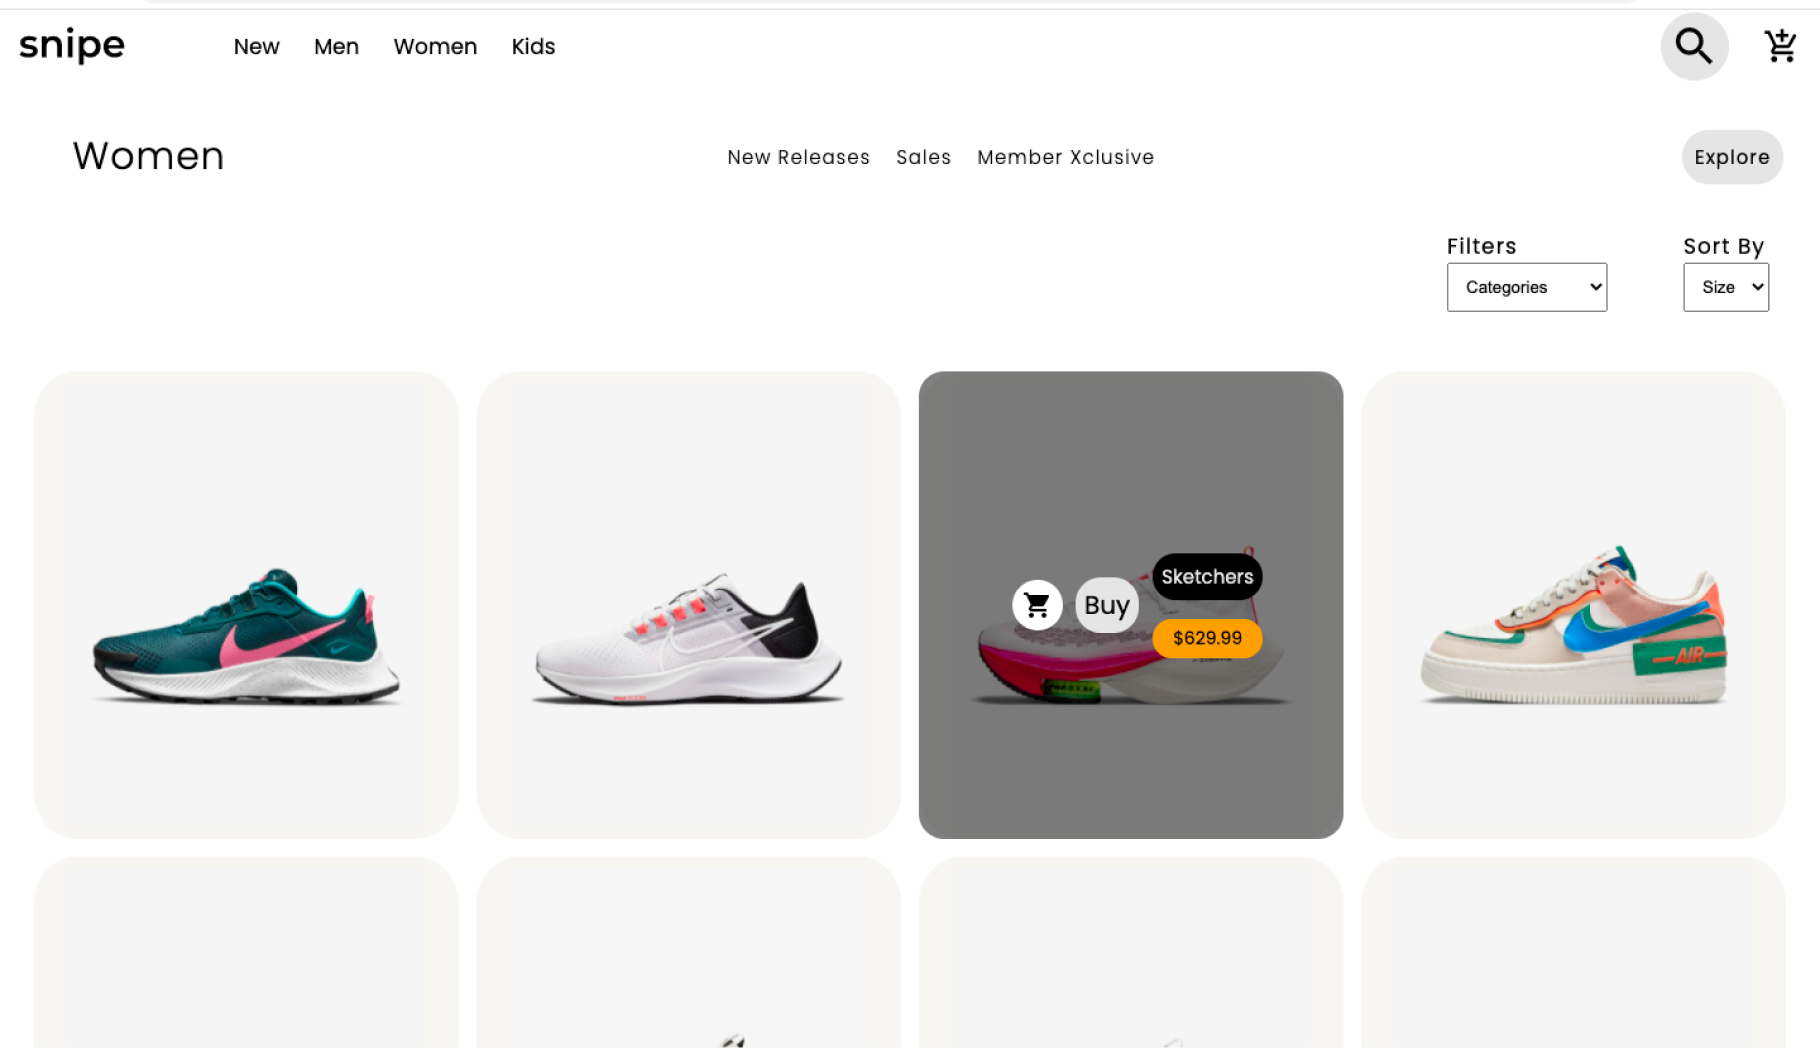 snipe
New Men Women Kids
Women
New Releases Sales Member Xclusive
Explore
Filters
Sort By
Categories
Size
Sketchers
Buy
$629.99
AIR